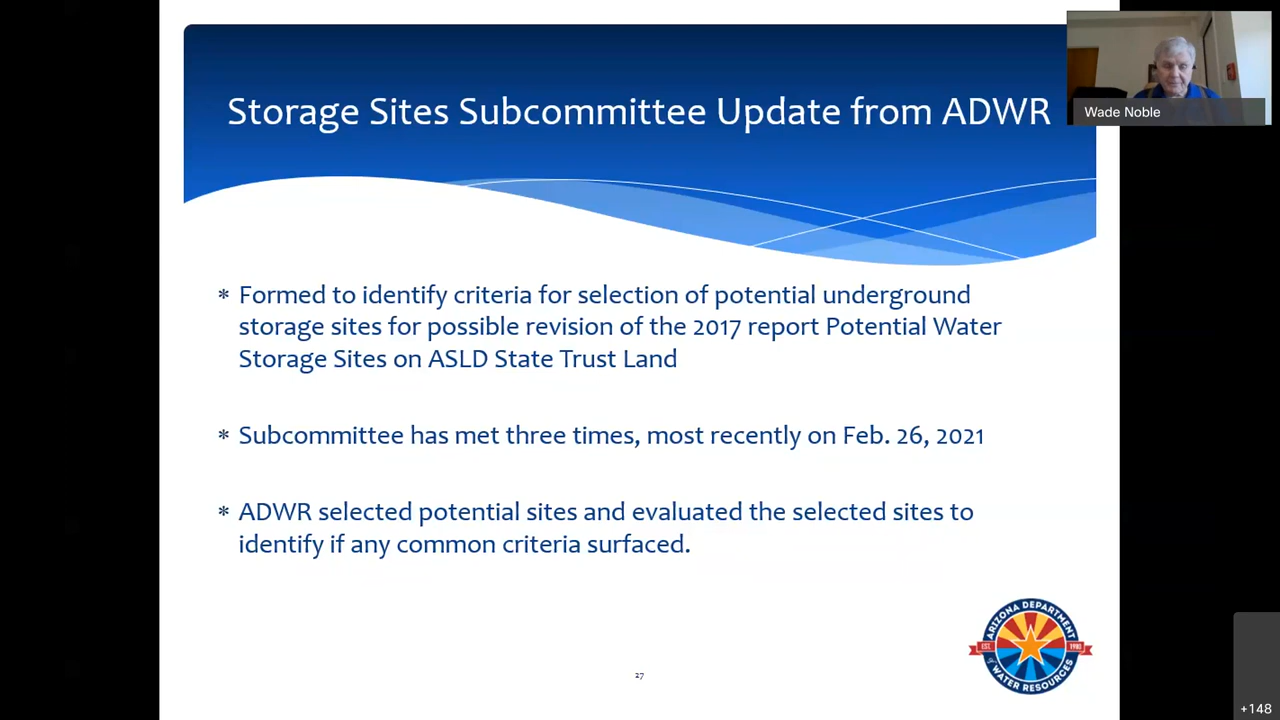 Storage Sites Subcommittee Update from ADWR
Wade Noble
* Formed to identify criteria for selection of potential underground
storage sites for possible revision of the 2017 report Potential Water
Storage Sites on ASLD State Trust Land
* Subcommittee has met three times, most recently on Feb. 26, 2021
* ADWR selected potential sites and evaluated the selected sites to
identify if any common criteria surfaced.
ARIZONA DEPARTMENT
EST. 1980
of WATER RESOURCES
27
+148